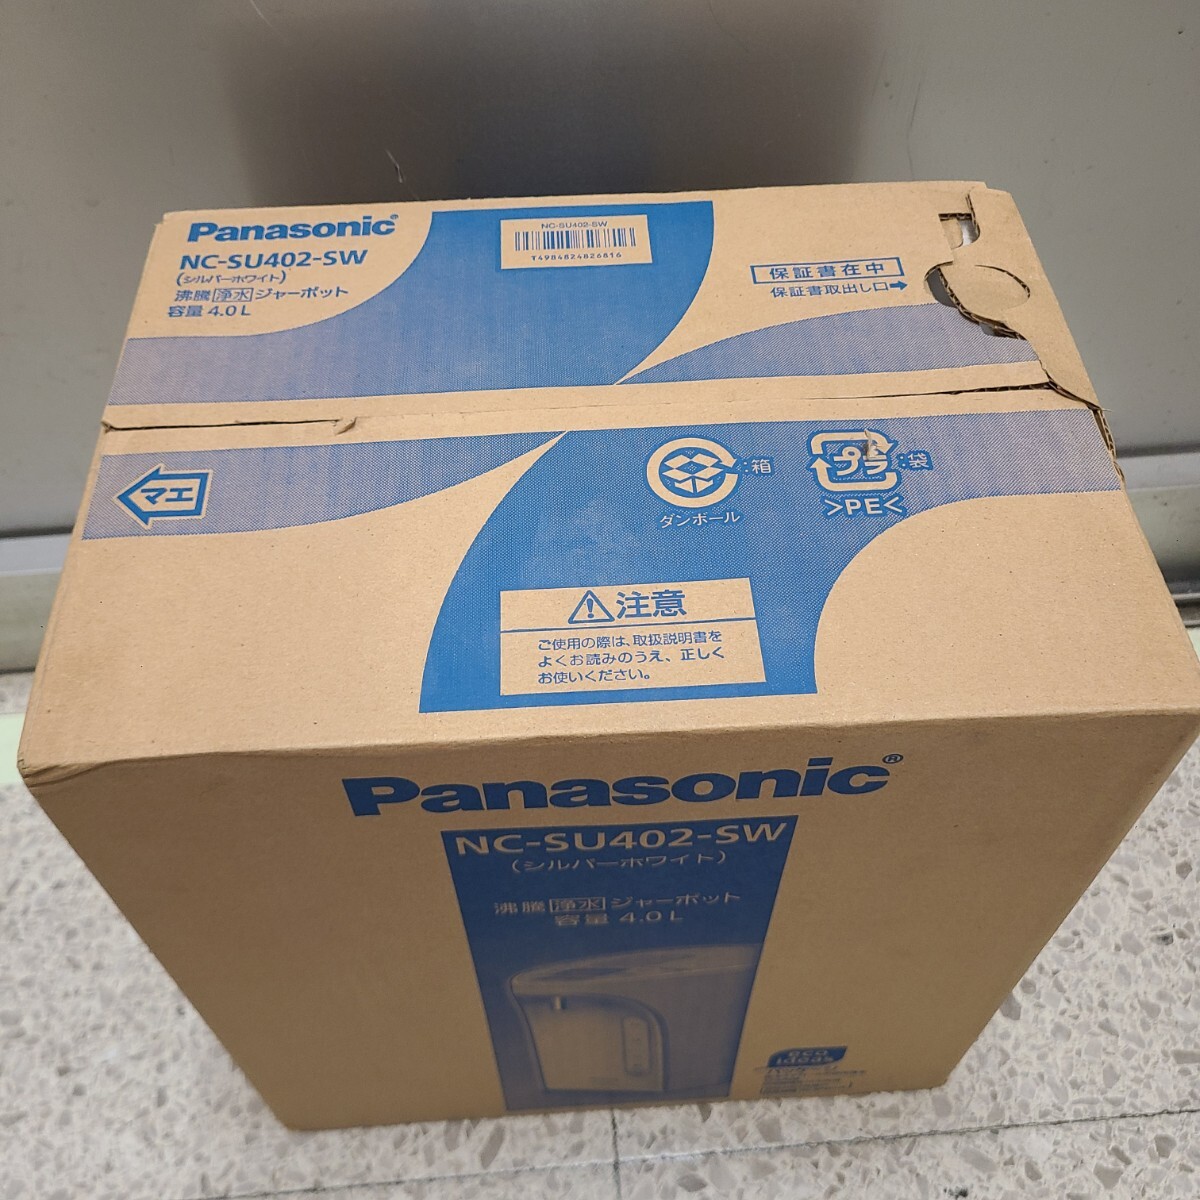 Panasonic®
NC-SU402-SW
(シルバーホワイト)
沸騰 浄水 ジャーポット
容量 4.0L
NC-SU402-SW
T4984824826816
保証書在中
保証書取出し口➡
マエ
:箱
ダンボール
プラ
:袋
>PE<
⚠注意
ご使用の際は、取扱説明書を
よくお読みのうえ、正しく
お使いください。
Panasonic®
NC-SU402-SW
(シルバーホワイト)
沸騰 浄水 ジャーポット
容量 4.0L
eco
ideas